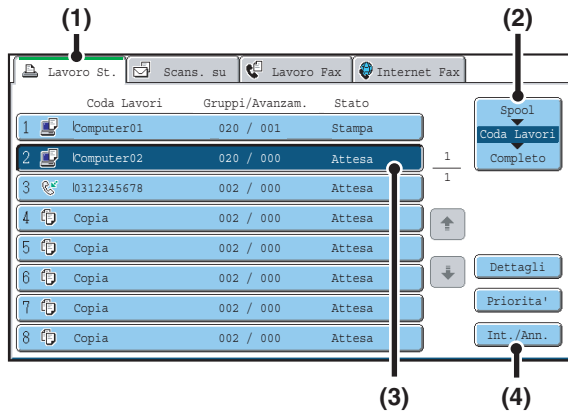 (1) (2)
Lavoro St. Scans. su Lavoro Fax Internet Fax
Coda Lavori Gruppi/Avanzam. Stato
1 Computer01 020 / 001 Stampa
2 Computer02 020 / 000 Attesa
3 0312345678 002 / 000 Attesa
4 Copia 002 / 000 Attesa
5 Copia 002 / 000 Attesa
6 Copia 002 / 000 Attesa
7 Copia 002 / 000 Attesa
8 Copia 002 / 000 Attesa
1
1
Spool
Coda Lavori
Completo
Dettagli
Priorita'
Int./Ann.
(3) (4)